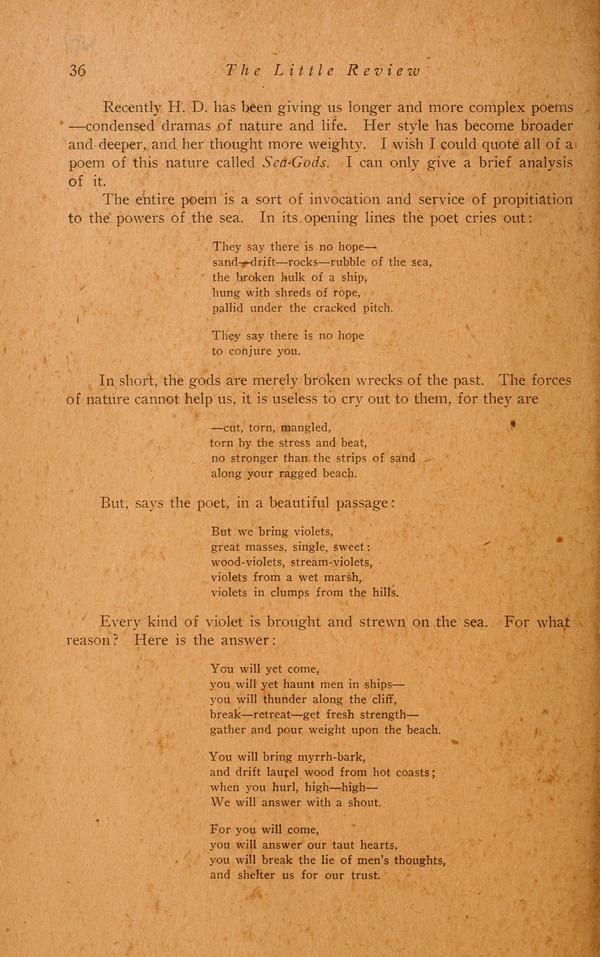 36 The Little Review
Recently H. D. has been giving us longer and more complex poems
—condensed dramas of nature and life. Her style has become broader
and deeper, and her thought more weighty. I wish I could quote all of a
poem of this nature called Sea-Gods. I can only give a brief analysis
of it.
The entire poem is a sort of invocation and service of propitiation
to the powers of the sea. In its opening lines the poet cries out:
They say there is no hope—
sand—drift—rocks—rubble of the sea,
the broken hulk of a ship,
hung with shreds of rope,
pallid under the cracked pitch.
They say there is no hope
to conjure you.
In short, the gods are merely broken wrecks of the past. The forces
of nature cannot help us, it is useless to cry out to them, for they are
—cut, torn, mangled,
torn by the stress and beat,
no stronger than the strips of sand
along your ragged beach.
But, says the poet, in a beautiful passage:
But we bring violets,
great masses, single, sweet:
wood-violets, stream-violets,
violets from a wet marsh,
violets in clumps from the hills.
Every kind of violet is brought and strewn on the sea. For what
reason? Here is the answer:
You will yet come,
you will yet haunt men in ships—
you will thunder along the cliff,
break—retreat—get fresh strength—
gather and pour weight upon the beach.
You will bring myrrh-bark,
and drift laurel wood from hot coasts;
when you hurl, high—high—
We will answer with a shout.
For you will come,
you will answer our taut hearts,
you will break the lie of men's thoughts,
and shelter us for our trust.